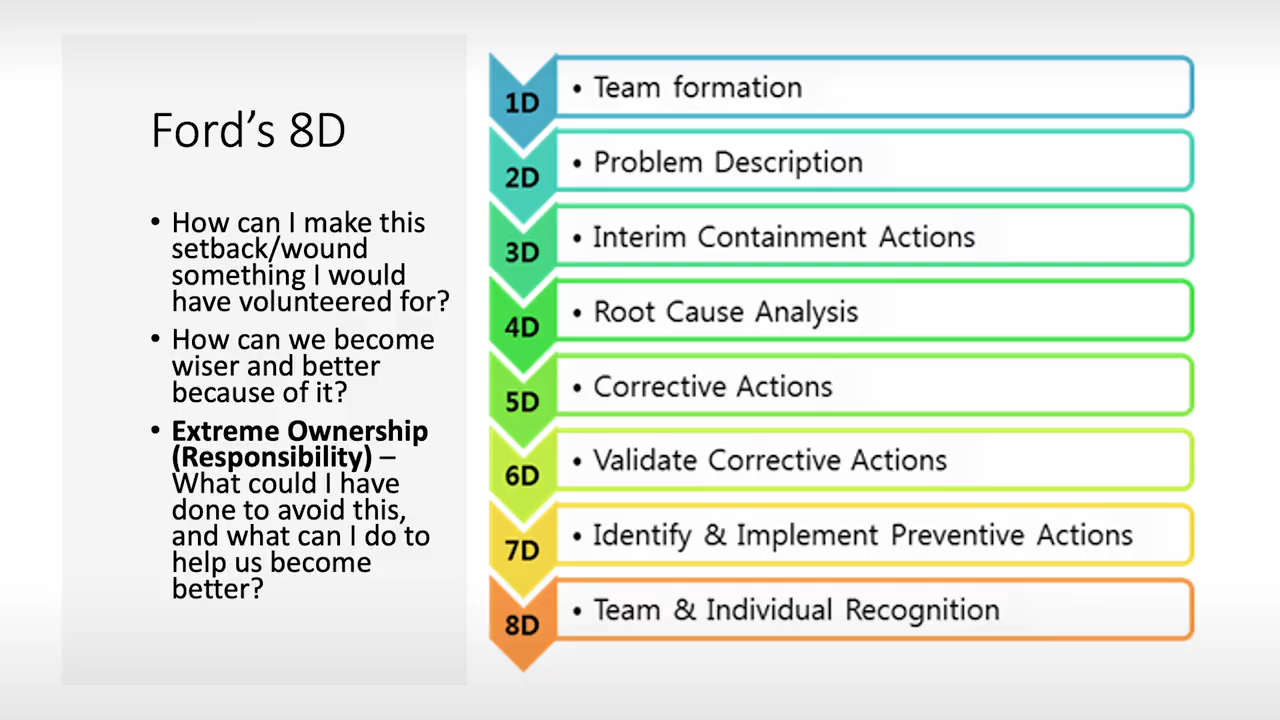 Ford's 8D
• How can I make this
setback/wound
something I would
have volunteered for?
• How can we become
wiser and better
because of it?
• Extreme Ownership
(Responsibility) –
What could I have
done to avoid this,
and what can I do to
help us become
better?
1D • Team formation
2D • Problem Description
3D • Interim Containment Actions
4D • Root Cause Analysis
5D • Corrective Actions
6D • Validate Corrective Actions
7D • Identify & Implement Preventive Actions
8D • Team & Individual Recognition